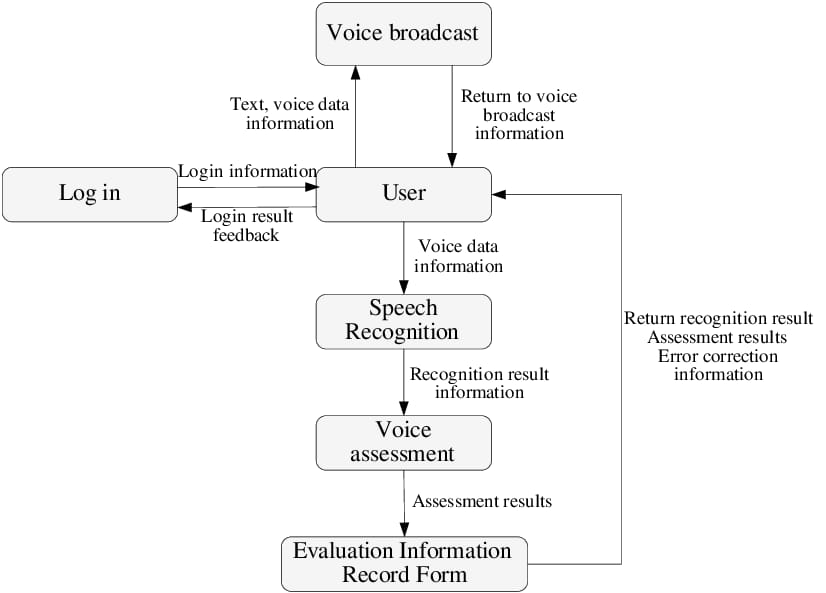 Voice broadcast
Text, voice data
information
Return to voice
broadcast
information
Login information
Log in
User
Login result
feedback
Voice data
information
Speech
Recognition
Return recognition result
Assessment results
Error correction
information
Recognition result
information
Voice
assessment
Assessment results
Evaluation Information
Record Form